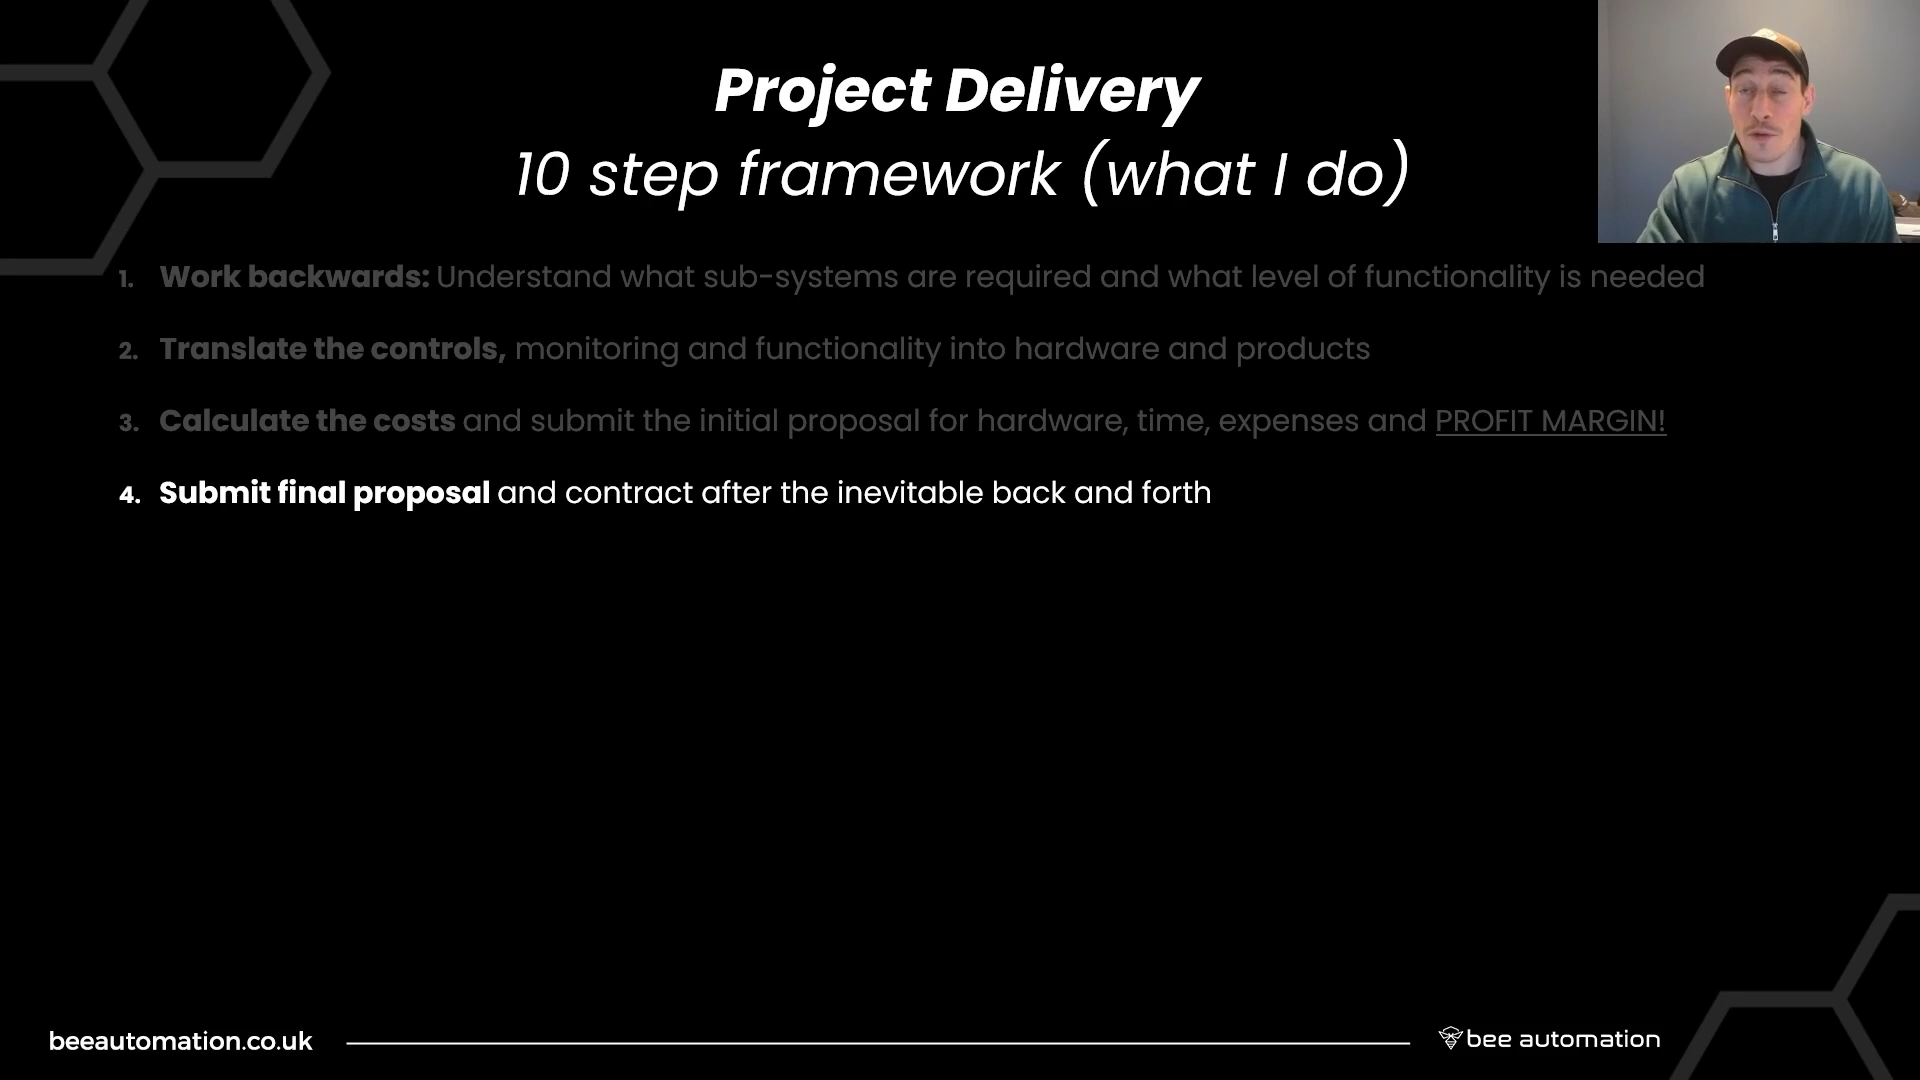 Project Delivery
10 step framework (what I do)
1. Work backwards: Understand what sub-systems are required and what level of functionality is needed
2. Translate the controls, monitoring and functionality into hardware and products
3. Calculate the costs and submit the initial proposal for hardware, time, expenses and PROFIT MARGIN!
4. Submit final proposal and contract after the inevitable back and forth
beeautomation.co.uk
bee automation